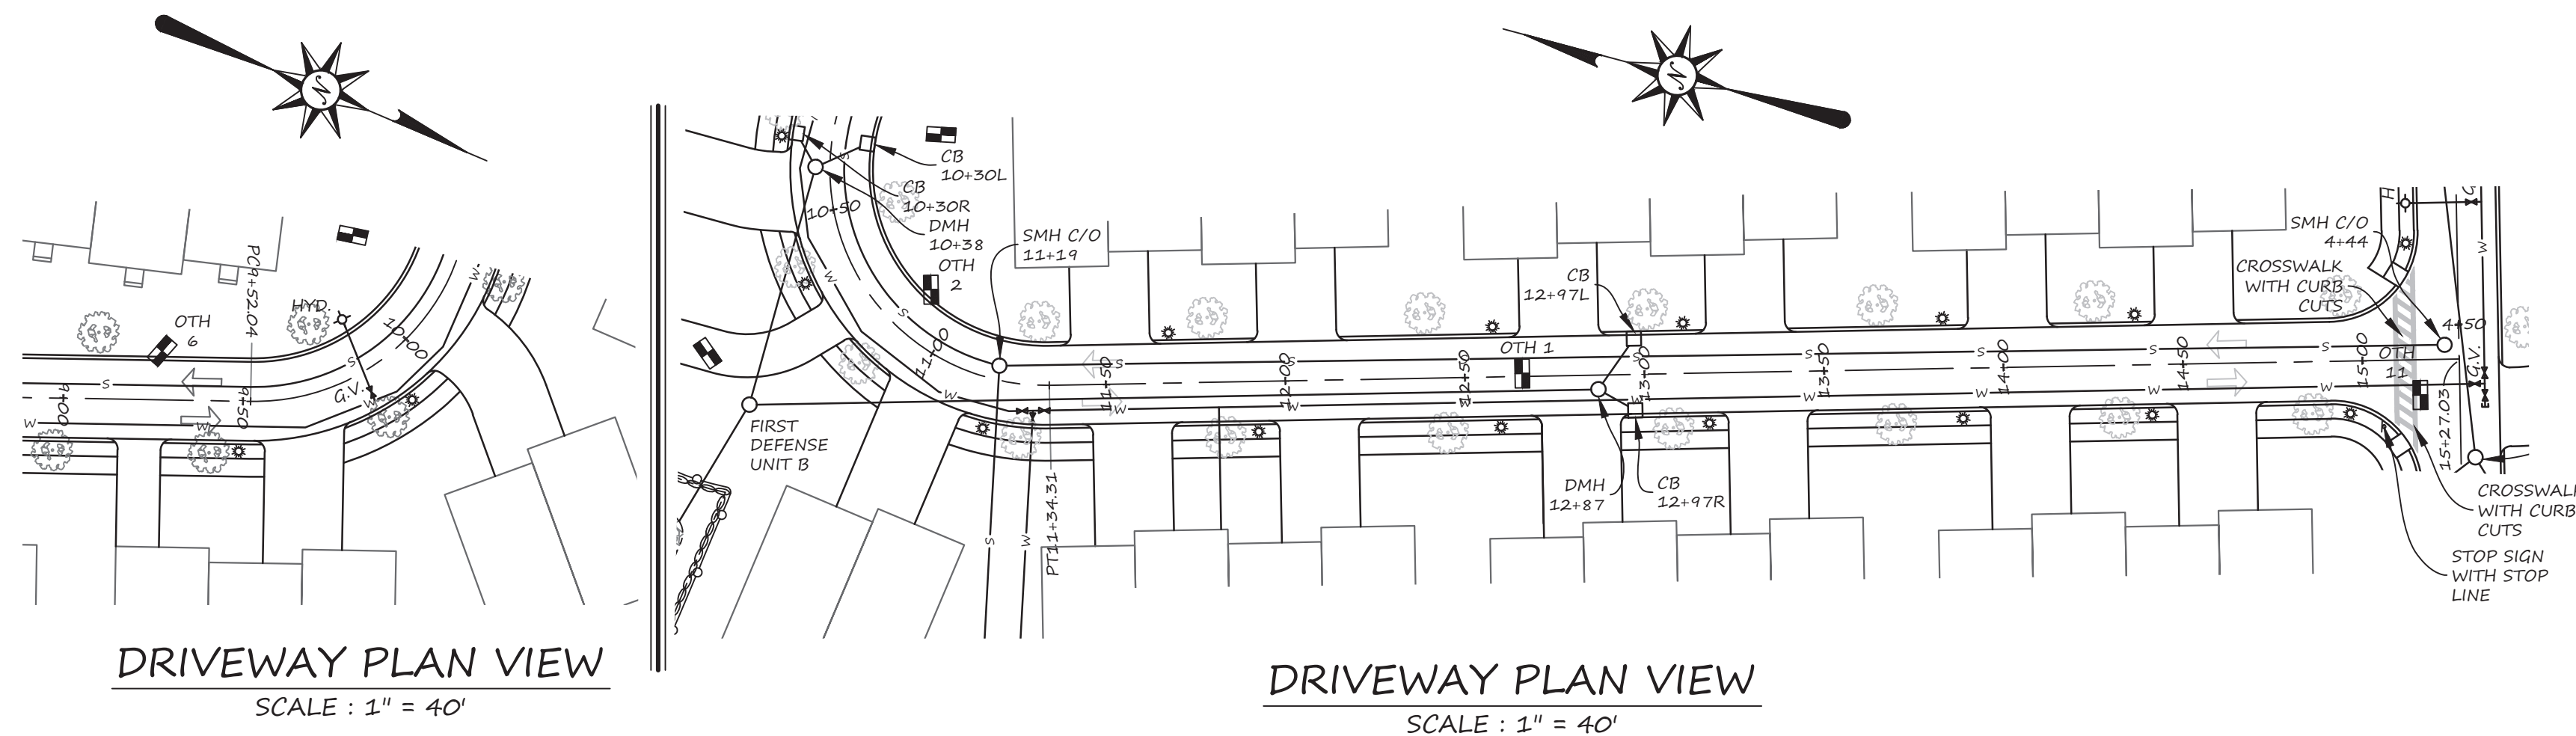 N
PC9+52.04
HYD.
OTH
6
10+00
S
S
G.V.
W
W
9+00
9+50
W
W
DRIVEWAY PLAN VIEW
SCALE : 1" = 40'
N
CB
10+30L
CB
10+30R
DMH
10+38
OTH
2
10+50
SMH C/O
11+19
S
W
S
11+00
W
FIRST
DEFENSE
UNIT B
S
W
PT11+34.31
11+50
S
W
12+00
S
W
12+50
W
OTH 1
CB
12+97L
S
13+00
W
DMH
12+87
CB
12+97R
S
13+50
W
S
14+00
W
S
14+50
W
S
15+00
W
SMH C/O
4+44
CROSSWALK
WITH CURB
CUTS
H
G
W
4+50
OTH
11
G.V.
15+27.03
CROSSWALK
WITH CURB
CUTS
STOP SIGN
WITH STOP
LINE
DRIVEWAY PLAN VIEW
SCALE : 1" = 40'